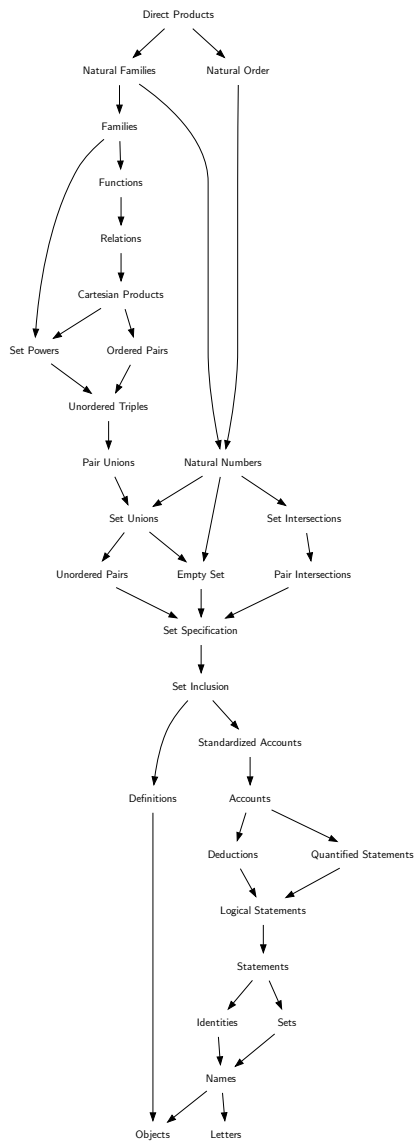 Direct Products
Natural Families
Natural Order
Families
Functions
Relations
Cartesian Products
Set Powers
Ordered Pairs
Unordered Triples
Pair Unions
Natural Numbers
Set Unions
Set Intersections
Unordered Pairs
Empty Set
Pair Intersections
Set Specification
Set Inclusion
Standardized Accounts
Definitions
Accounts
Deductions
Quantified Statements
Logical Statements
Statements
Identities
Sets
Names
Objects
Letters